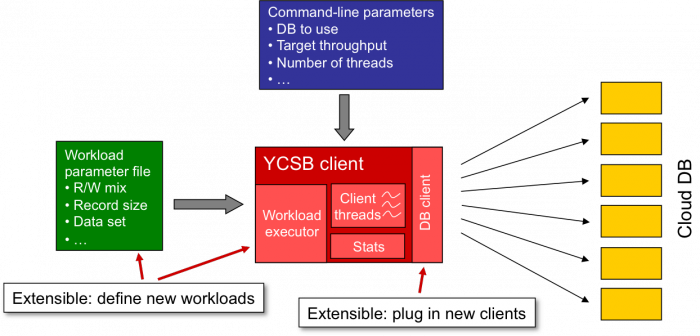 Command-line parameters
• DB to use
• Target throughput
• Number of threads
• …
Workload
parameter file
• R/W mix
• Record size
• Data set
• …
YCSB client
Workload
executor
Client
threads
Stats
DB client
Cloud DB
Extensible: define new workloads
Extensible: plug in new clients